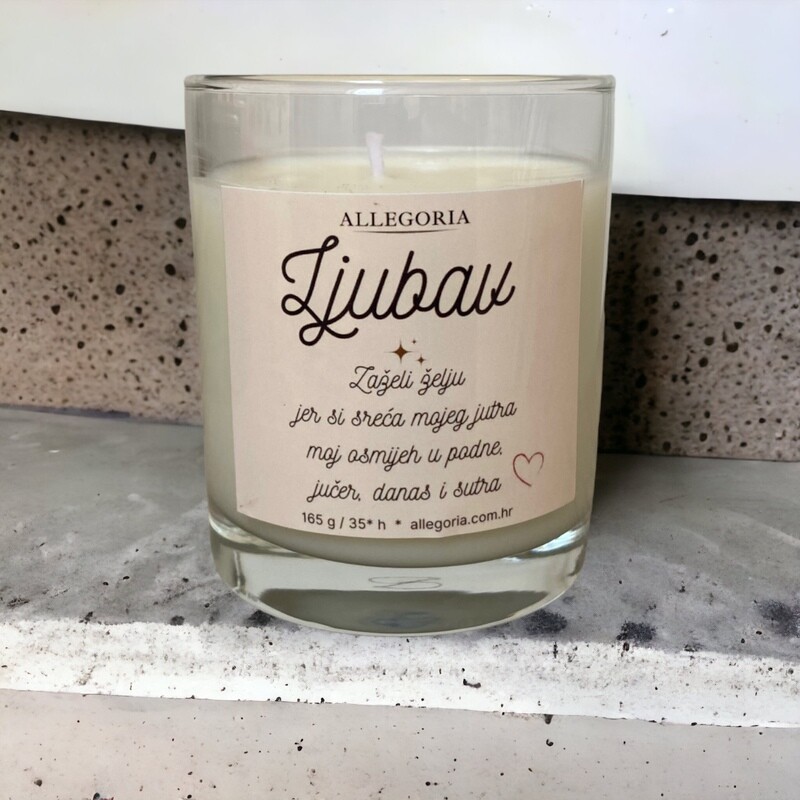 ALLEGORIA
Ljubav
Zaželi želju
jer si sreća mojeg jutra
moj osmijeh u podne,
jučer, danas i sutra
165 g / 35* h * allegoria.com.hr